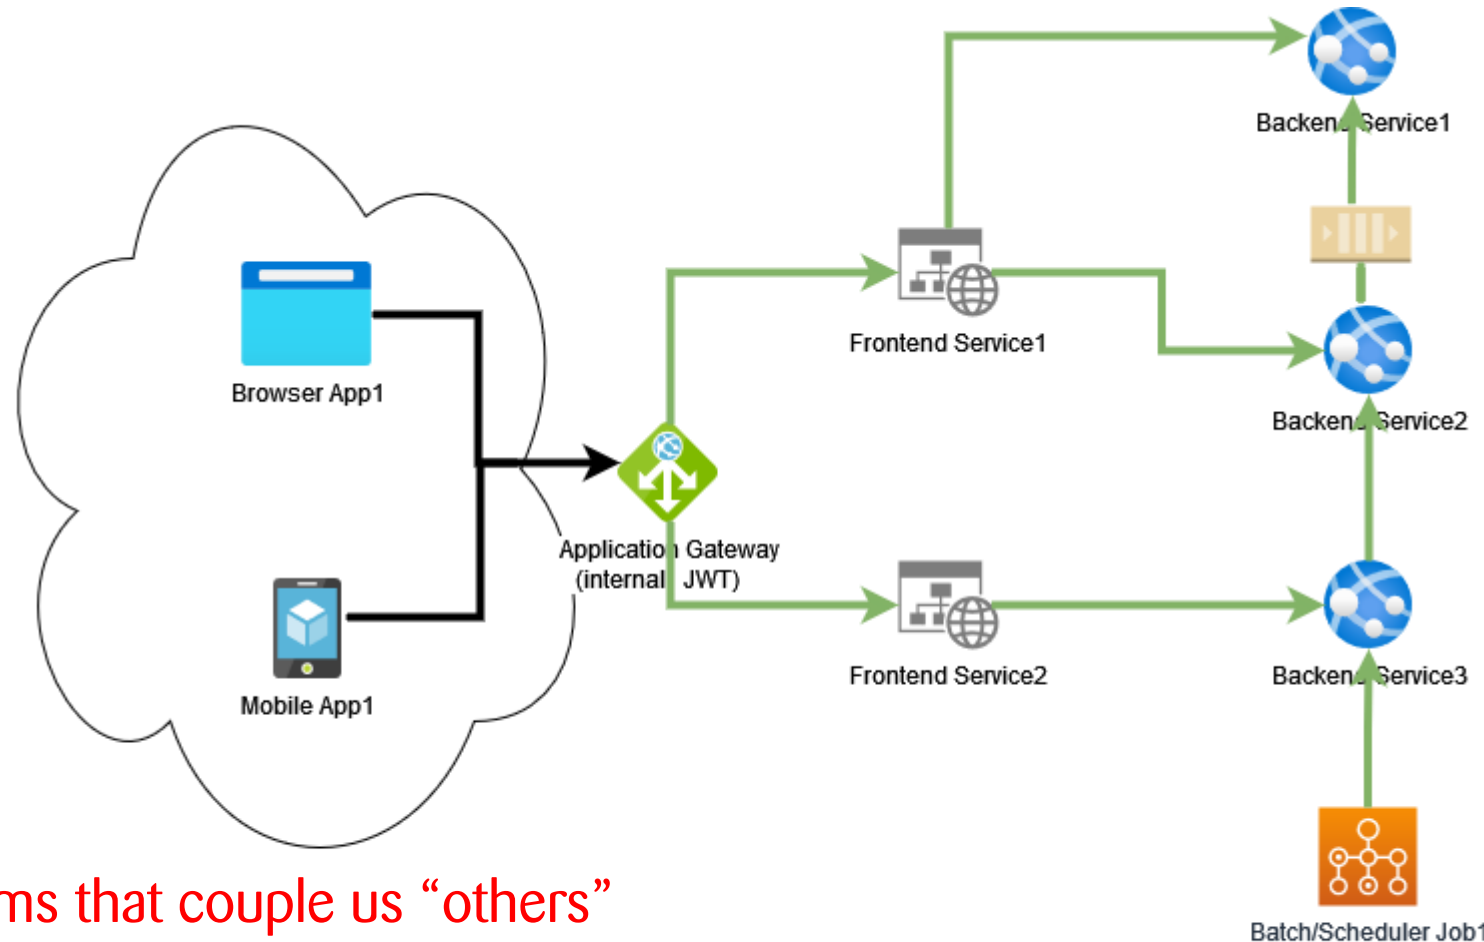 Backend Service1
Browser App1
Frontend Service1
Backend Service2
Application Gateway
(internal JWT)
Mobile App1
Frontend Service2
Backend Service3
ms that couple us “others”
Batch/Scheduler Job1